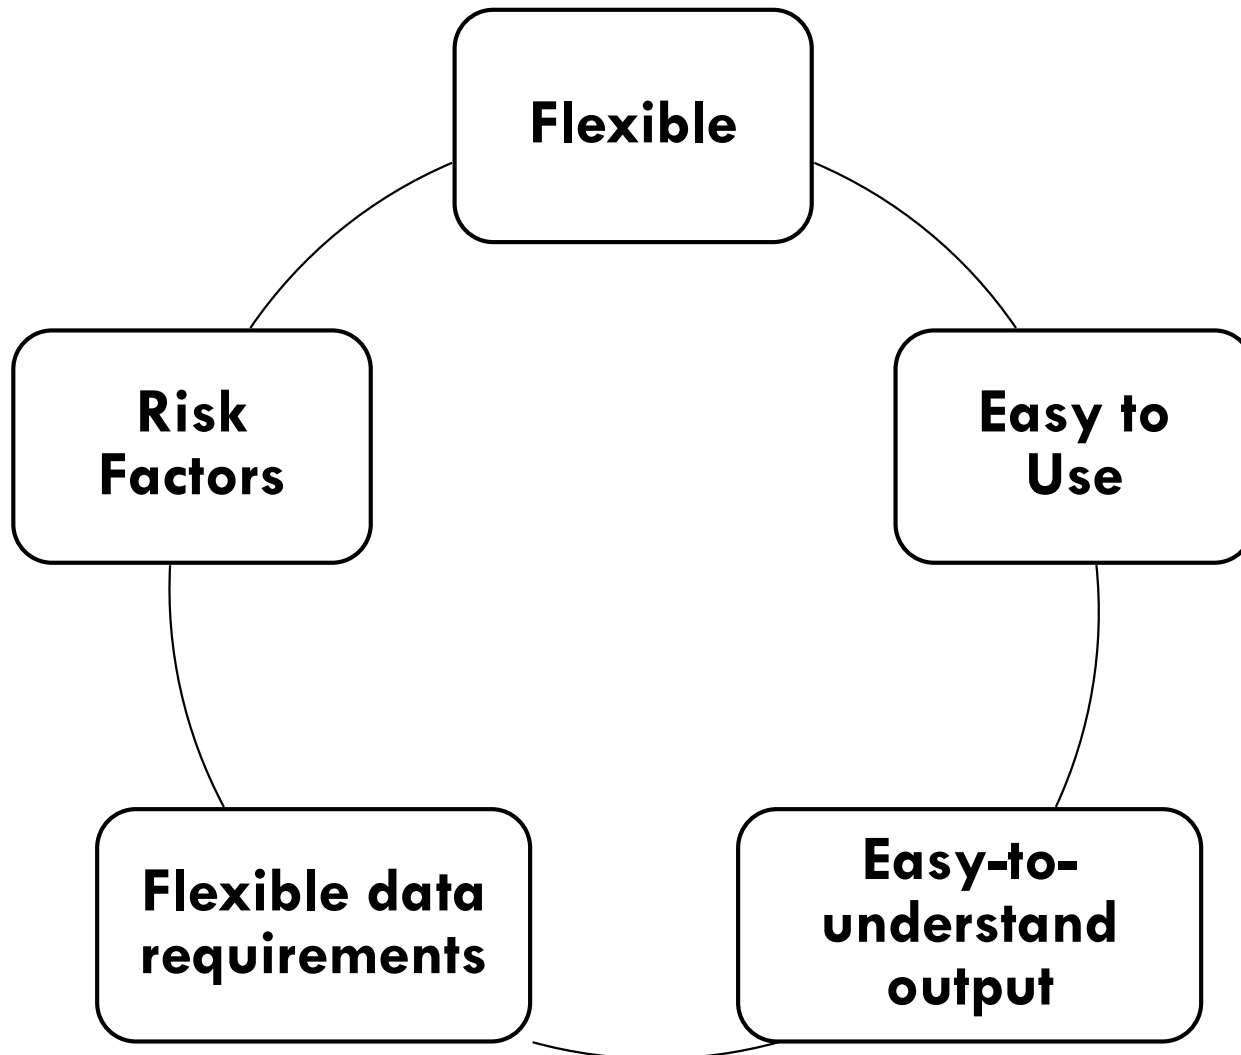 Flexible
Risk
Factors
Easy to
Use
Flexible data
requirements
Easy-to-
understand
output